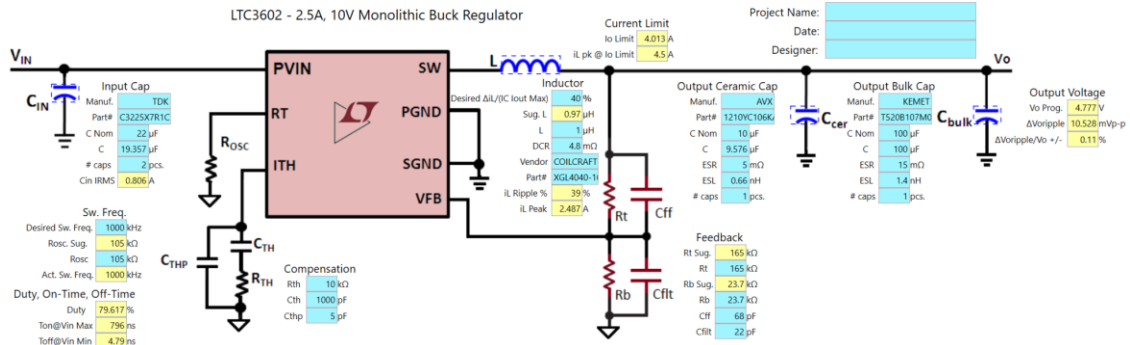 LTC3602 - 2.5A, 10V Monolithic Buck Regulator
Project Name:
Date:
Designer:
Current Limit
Io Limit 4.013 A
iL pk @ Io Limit 4.5 A
VIN
PVIN
SW
L
Vo
CIN
Input Cap
Manuf. TDK
Part# C3225X7R1C
C Nom 22 µF
C 19.357 µF
# caps 2 pcs.
Cin IRMS 0.806 A
RT
ROSC
ITH
PGND
SGND
VFB
Inductor
Desired ΔiL/(IC Iout Max) 40 %
Sug. L 0.97 µH
L 1 µH
DCR 4.8 mΩ
Vendor COILCRAFT
Part# XGL4040-10
iL Ripple % 39 %
iL Peak 2.487 A
Output Ceramic Cap
Manuf. AVX
Part# 1210YC106K
C Nom 10 µF
C 9.576 µF
ESR 5 mΩ
ESL 0.66 nH
# caps 1 pcs.
Ccer
Output Bulk Cap
Manuf. KEMET
Part# T520B107M0
C Nom 100 µF
C 100 µF
ESR 15 mΩ
ESL 1.4 nH
# caps 1 pcs.
Cbulk
Output Voltage
Vo Prog. 4.777 V
ΔVoripple 10.528 mVp-p
ΔVoripple/Vo +/- 0.11 %
Sw. Freq.
Desired Sw. Freq. 1000 kHz
Rosc. Sug. 105 kΩ
Rosc 105 kΩ
Act. Sw. Freq. 1000 kHz
Duty, On-Time, Off-Time
Duty 79.617 %
Ton@Vin Max 796 ns
Toff@Vin Min 4.79 ns
CTHP
CTH
RTH
Compensation
Rth 10 kΩ
Cth 1000 pF
Cthp 5 pF
Rt
Cff
Rb
Cflt
Feedback
Rt Sug. 165 kΩ
Rt 165 kΩ
Rb Sug. 23.7 kΩ
Rb 23.7 kΩ
Cff 68 pF
Cfilt 22 pF